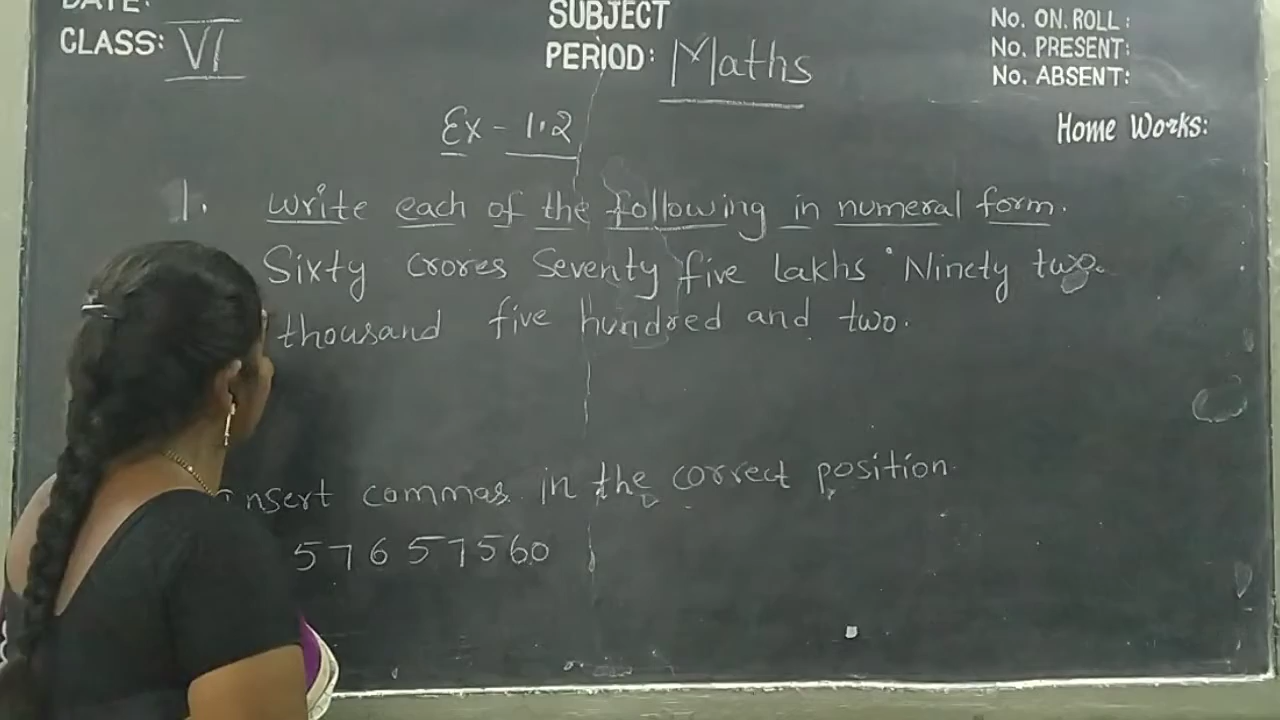 DATE:
CLASS: VI
SUBJECT
PERIOD: Maths
No. ON. ROLL:
No. PRESENT:
No. ABSENT:
Home Works:
Ex - 1.2
1. Write each of the following in numeral form.
Sixty crores Seventy five lakhs Ninety two
thousand five hundred and two.
nsert commas in the correct position
57657560